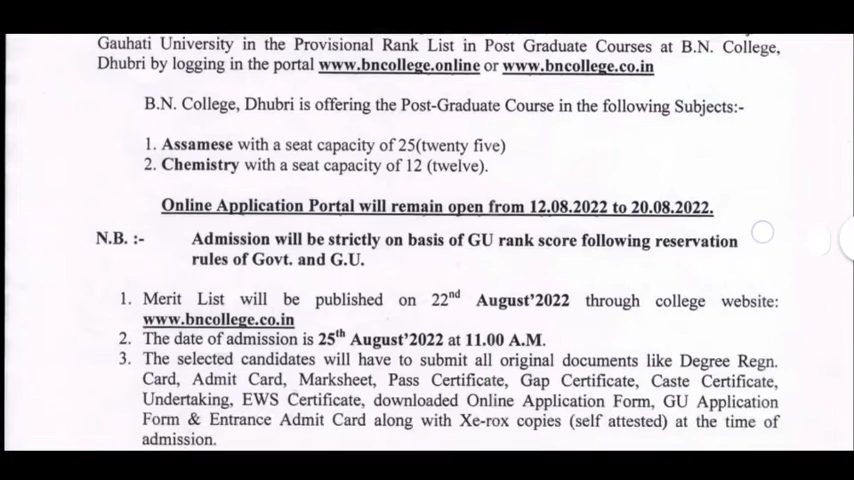 Gauhati University in the Provisional Rank List in Post Graduate Courses at B.N. College,
Dhubri by logging in the portal www.bncollege.online or www.bncollege.co.in
B.N. College, Dhubri is offering the Post-Graduate Course in the following Subjects:-
1. Assamese with a seat capacity of 25(twenty five)
2. Chemistry with a seat capacity of 12 (twelve).
Online Application Portal will remain open from 12.08.2022 to 20.08.2022.
N.B. :- Admission will be strictly on basis of GU rank score following reservation
rules of Govt. and G.U.
1. Merit List will be published on 22nd August'2022 through college website:
www.bncollege.co.in
2. The date of admission is 25th August'2022 at 11.00 A.M.
3. The selected candidates will have to submit all original documents like Degree Regn.
Card, Admit Card, Marksheet, Pass Certificate, Gap Certificate, Caste Certificate,
Undertaking, EWS Certificate, downloaded Online Application Form, GU Application
Form & Entrance Admit Card along with Xe-rox copies (self attested) at the time of
admission.